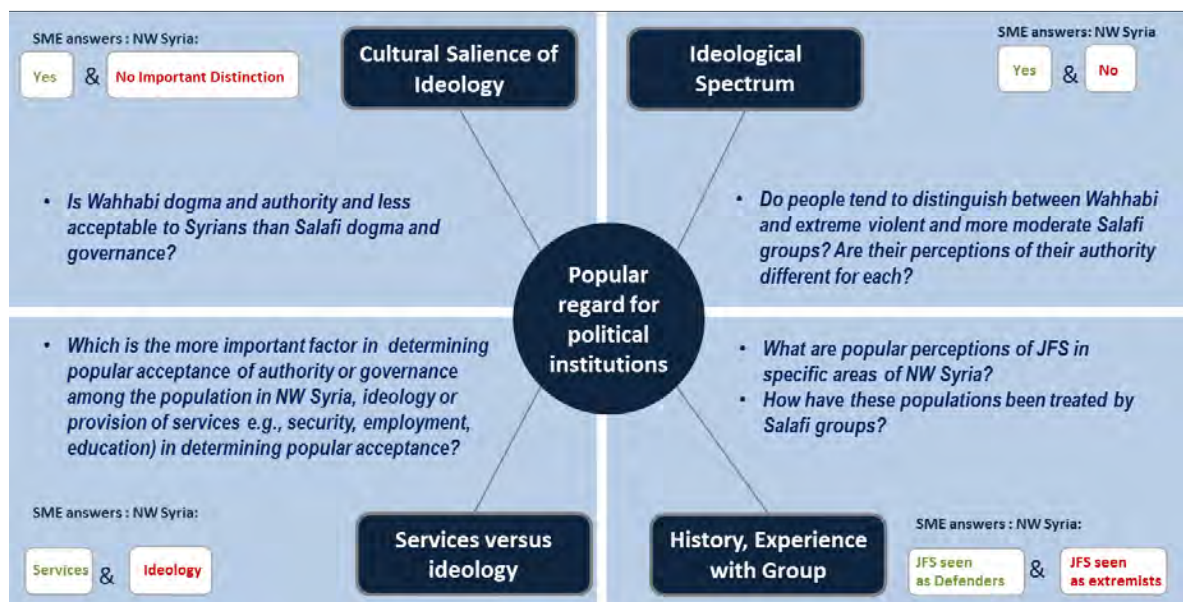 SME answers : NW Syria:
Yes & No Important Distinction
Cultural Salience of
Ideology
• Is Wahhabi dogma and authority and less
acceptable to Syrians than Salafi dogma and
governance?
Ideological
Spectrum
SME answers: NW Syria
Yes & No
• Do people tend to distinguish between Wahhabi
and extreme violent and more moderate Salafi
groups? Are their perceptions of their authority
different for each?
Popular
regard for
political
institutions
• Which is the more important factor in determining
popular acceptance of authority or governance
among the population in NW Syria, ideology or
provision of services e.g., security, employment,
education) in determining popular acceptance?
SME answers : NW Syria:
Services & Ideology
Services versus
ideology
• What are popular perceptions of JFS in
specific areas of NW Syria?
• How have these populations been treated by
Salafi groups?
History, Experience
with Group
SME answers : NW Syria:
JFS seen
as Defenders
&
JFS seen
as extremists